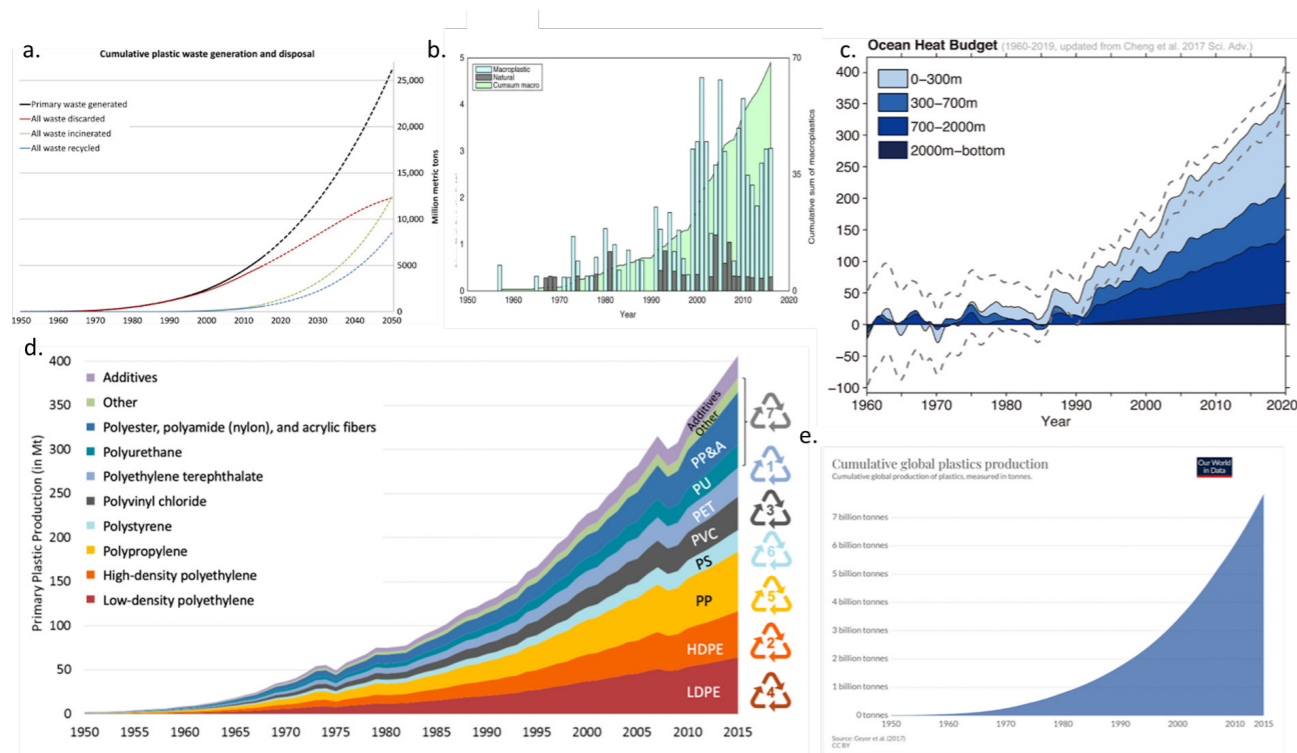 a.
Cumulative plastic waste generation and disposal
Primary waste generated
All waste discarded
All waste incinerated
All waste recycled
25,000
20,000
15,000
10,000
5000
0
Million metric tons
1950 1960 1970 1980 1990 2000 2010 2020 2030 2040 2050
b.
Macroplastic
Natural
Cumsum macro
5
4
3
2
1
0
70
35
0
Cumulative sum of macroplastics
1950 1960 1970 1980 1990 2000 2010 2020
Year
c.
Ocean Heat Budget (1960-2019, updated from Cheng et al. 2017 Sci. Adv.)
0−300m
300−700m
700−2000m
2000m−bottom
400
350
300
250
200
150
100
50
0
−50
−100
1960 1970 1980 1990 2000 2010 2020
Year
d.
Primary Plastic Production (in Mt)
400
350
300
250
200
150
100
50
0
Additives
Other
Polyester, polyamide (nylon), and acrylic fibers
Polyurethane
Polyethylene terephthalate
Polyvinyl chloride
Polystyrene
Polypropylene
High-density polyethylene
Low-density polyethylene
Additives
Other
PP&A
PU
PET
PVC
PS
PP
HDPE
LDPE
7
1
3
6
5
2
4
1950 1955 1960 1965 1970 1975 1980 1985 1990 1995 2000 2005 2010 2015
e.
Cumulative global plastics production
Cumulative global production of plastics, measured in tonnes.
Our World
in Data
7 billion tonnes
6 billion tonnes
5 billion tonnes
4 billion tonnes
3 billion tonnes
2 billion tonnes
1 billion tonnes
0 tonnes
1950 1960 1970 1980 1990 2000 2010 2015
Source: Geyer et al. (2017)
CC BY